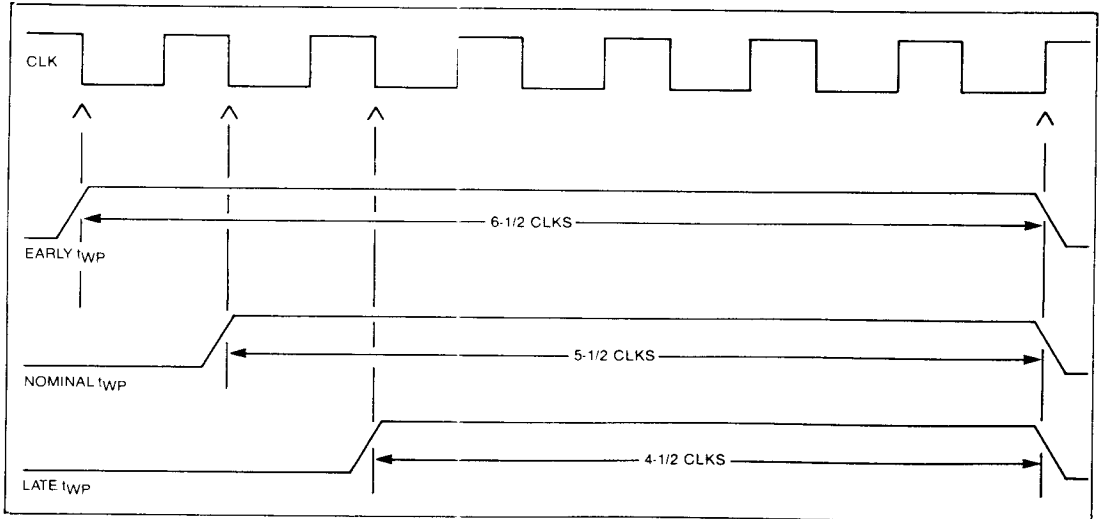 CLK
6-1/2 CLKS
EARLY tWP
5-1/2 CLKS
NOMINAL tWP
4-1/2 CLKS
LATE tWP